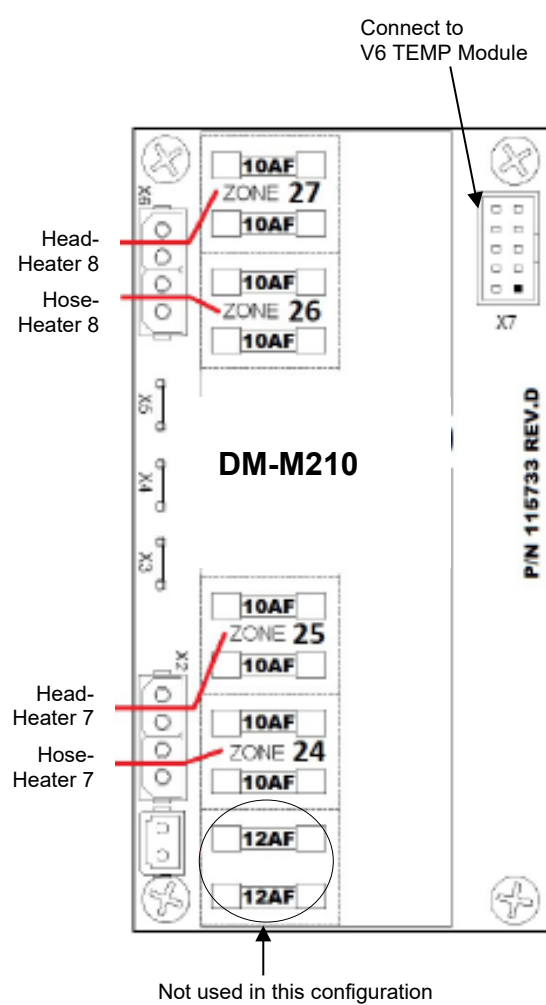 Connect to
V6 TEMP Module
X6
10AF
ZONE 27
10AF
Head-
Heater 8
10AF
Hose-
Heater 8
ZONE 26
10AF
X7
X5
DM-M210
P/N 115733 REV.D
X4
X3
10AF
ZONE 25
X2
10AF
Head-
Heater 7
10AF
Hose-
Heater 7
ZONE 24
10AF
12AF
12AF
Not used in this configuration